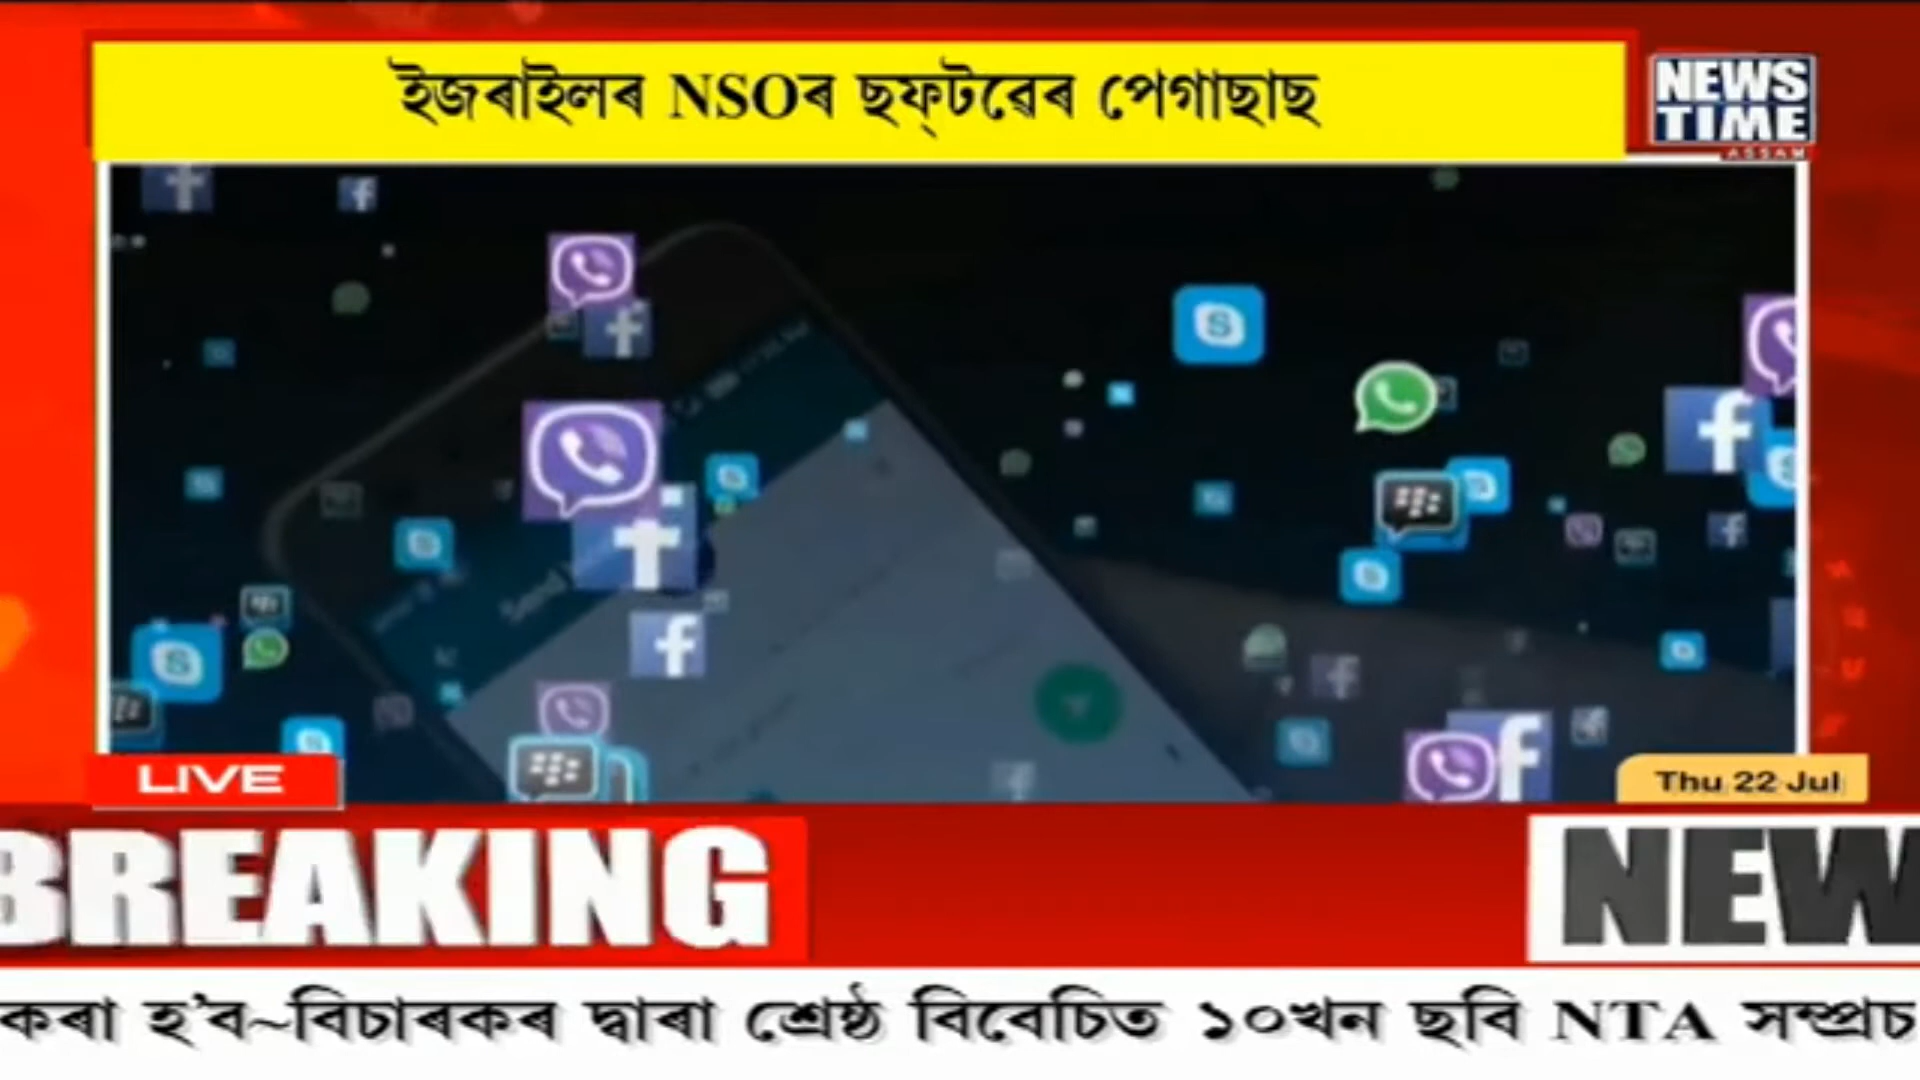 ইজৰাইলৰ NSOৰ ছফ্টৱেৰ পেগাছাছ
NEWS
TIME
ASSAM
LIVE
Thu 22 Jul
BREAKING
NEW
কৰা হ'ব~বিচাৰকৰ দ্বাৰা শ্ৰেষ্ঠ বিবেচিত ১০খন ছবি NTA সম্প্ৰচ